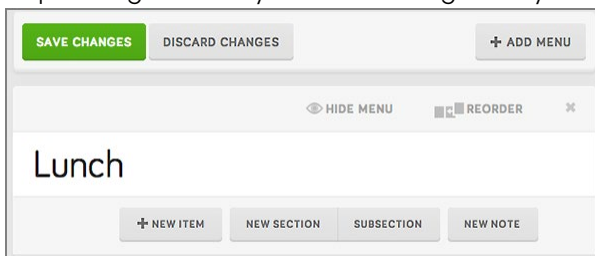 SAVE CHANGES DISCARD CHANGES + ADD MENU
HIDE MENU REORDER ×
Lunch
+ NEW ITEM NEW SECTION SUBSECTION NEW NOTE